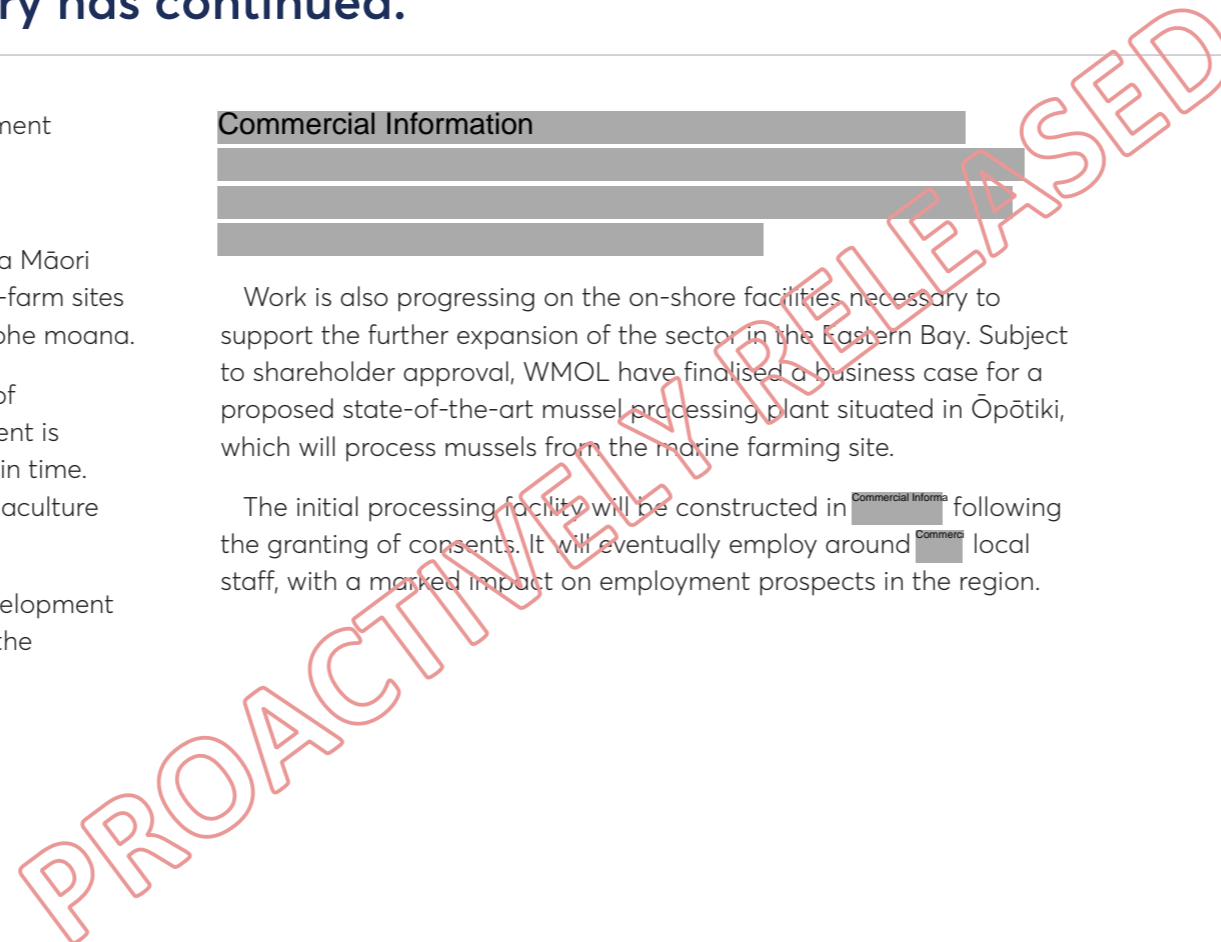 ry has continued.
ment
a Māori
-farm sites
ohe moana.
of
ent is
in time.
aculture
elopment
the
Commercial Information
Work is also progressing on the on-shore facilities necessary to
support the further expansion of the sector in the Eastern Bay. Subject
to shareholder approval, WMOL have finalised a business case for a
proposed state-of-the-art mussel processing plant situated in Ōpōtiki,
which will process mussels from the marine farming site.
The initial processing facility will be constructed in Commercial Informa following
the granting of consents. It will eventually employ around Commerci local
staff, with a marked impact on employment prospects in the region.
PROACTIVELY RELEASED